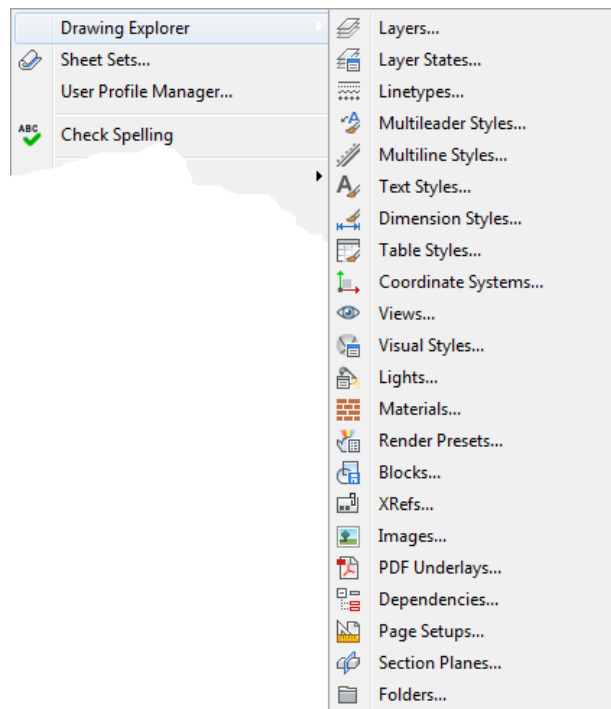 Drawing Explorer
Sheet Sets...
User Profile Manager...
ABC
Check Spelling
Layers...
Layer States...
Linetypes...
Multileader Styles...
Multiline Styles...
Text Styles...
Dimension Styles...
Table Styles...
Coordinate Systems...
Views...
Visual Styles...
Lights...
Materials...
Render Presets...
Blocks...
XRefs...
Images...
PDF Underlays...
Dependencies...
Page Setups...
Section Planes...
Folders...